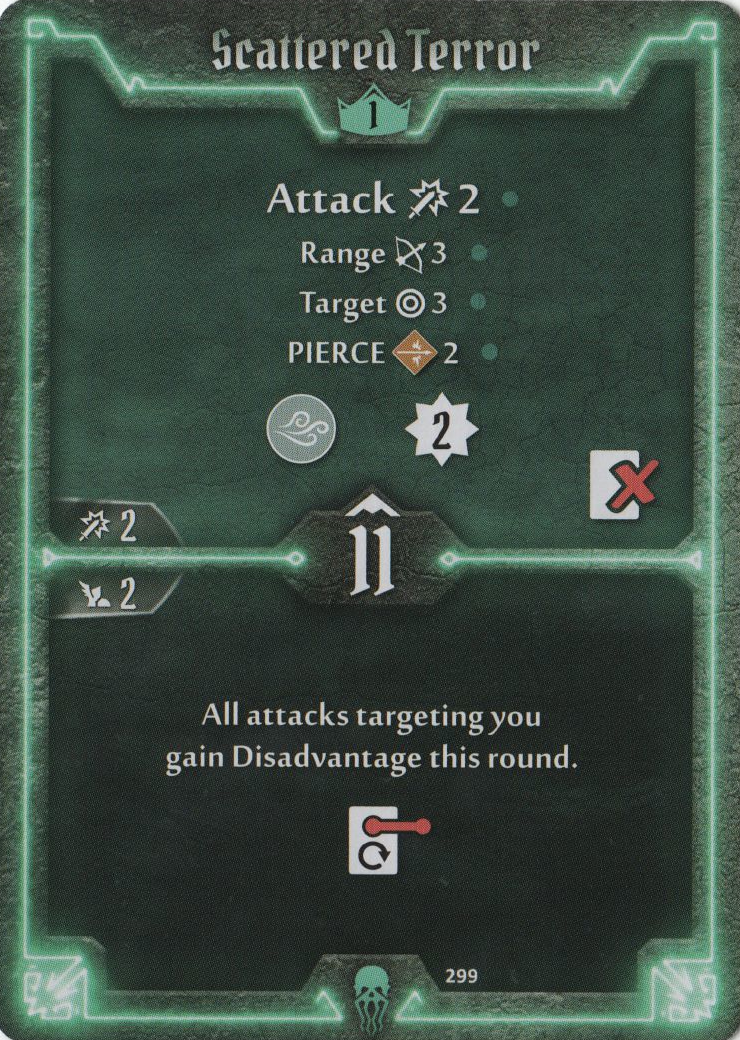 Scattered Terror
1
Attack 2
Range 3
Target 3
PIERCE 2
2
2
11
2
All attacks targeting you
gain Disadvantage this round.
299